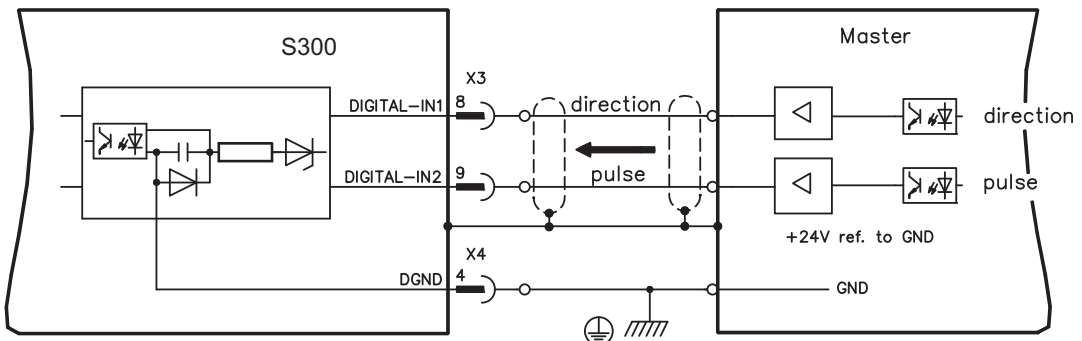 S300
Master
X3
DIGITAL-IN1
8
direction
direction
DIGITAL-IN2
9
pulse
pulse
+24V ref. to GND
X4
DGND
4
GND